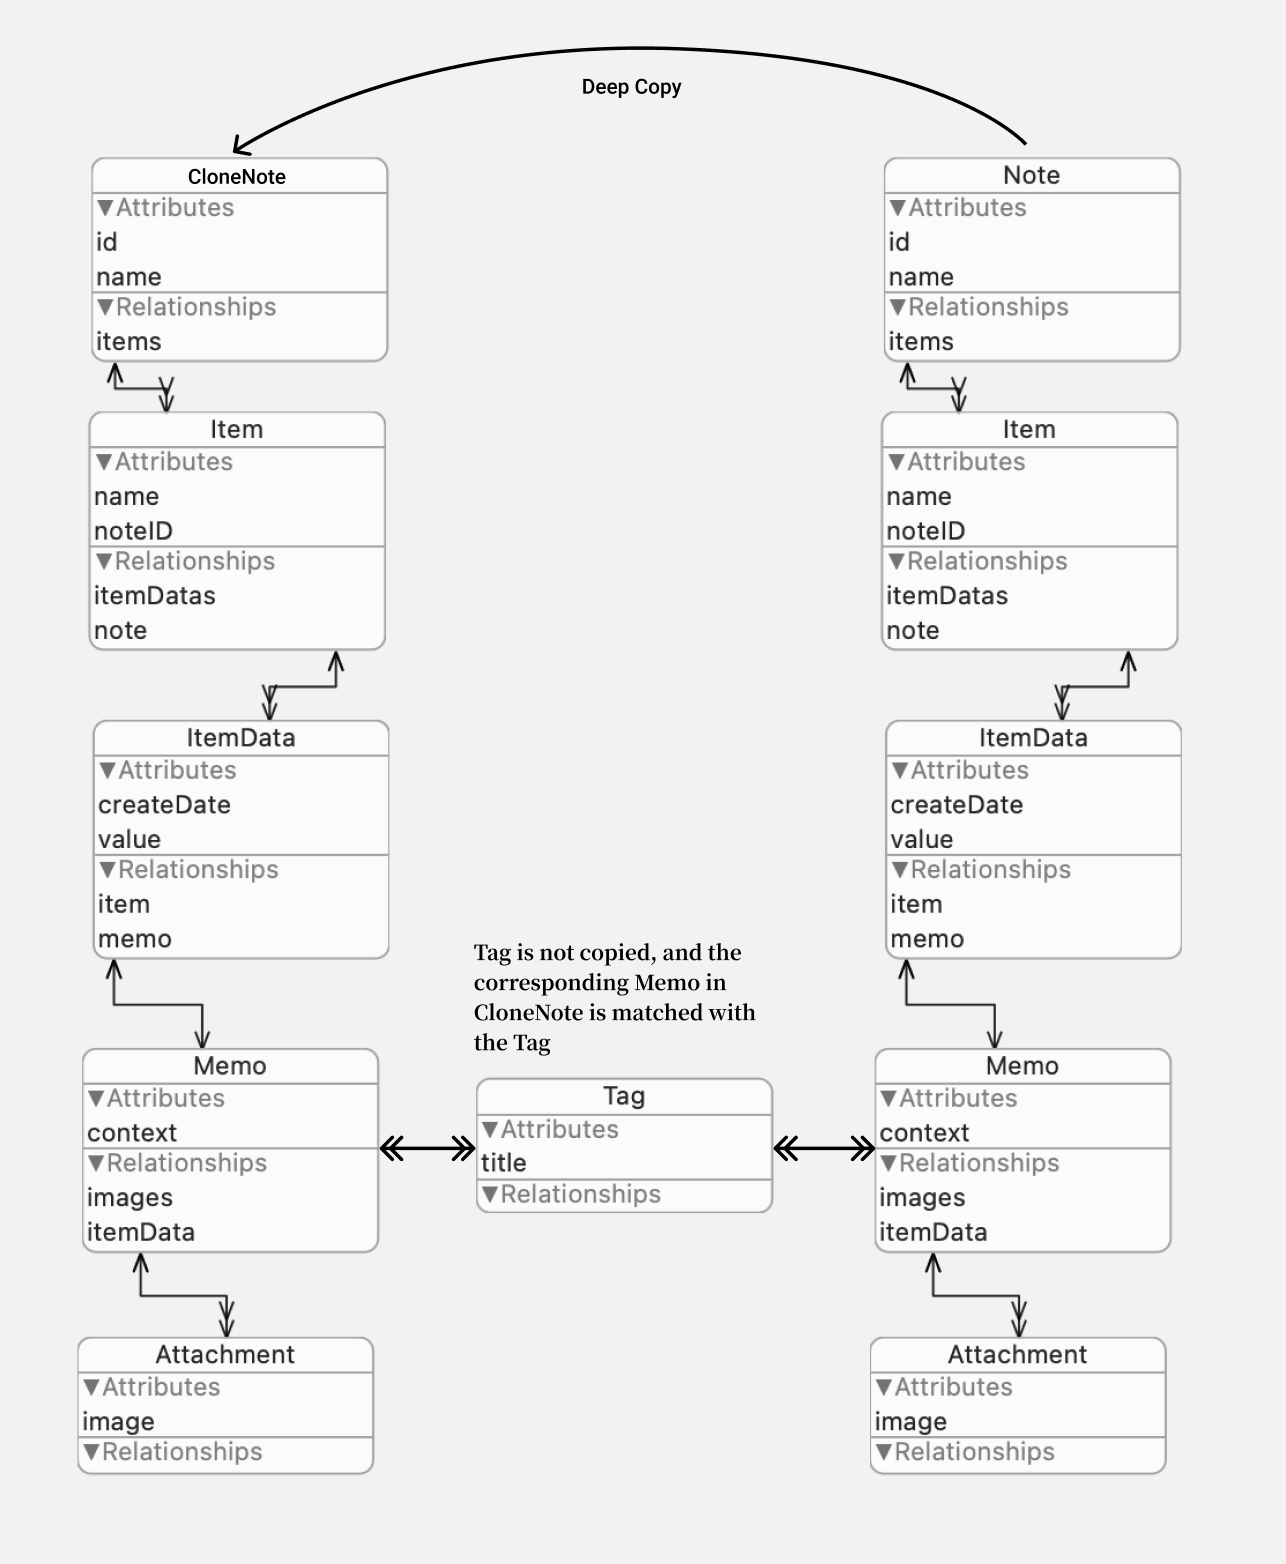 Deep Copy
CloneNote
▼Attributes
id
name
▼Relationships
items
Item
▼Attributes
name
noteID
▼Relationships
itemDatas
note
ItemData
▼Attributes
createDate
value
▼Relationships
item
memo
Memo
▼Attributes
context
▼Relationships
images
itemData
Attachment
▼Attributes
image
▼Relationships
Tag is not copied, and the
corresponding Memo in
CloneNote is matched with
the Tag
Tag
▼Attributes
title
▼Relationships
Note
▼Attributes
id
name
▼Relationships
items
Item
▼Attributes
name
noteID
▼Relationships
itemDatas
note
ItemData
▼Attributes
createDate
value
▼Relationships
item
memo
Memo
▼Attributes
context
▼Relationships
images
itemData
Attachment
▼Attributes
image
▼Relationships